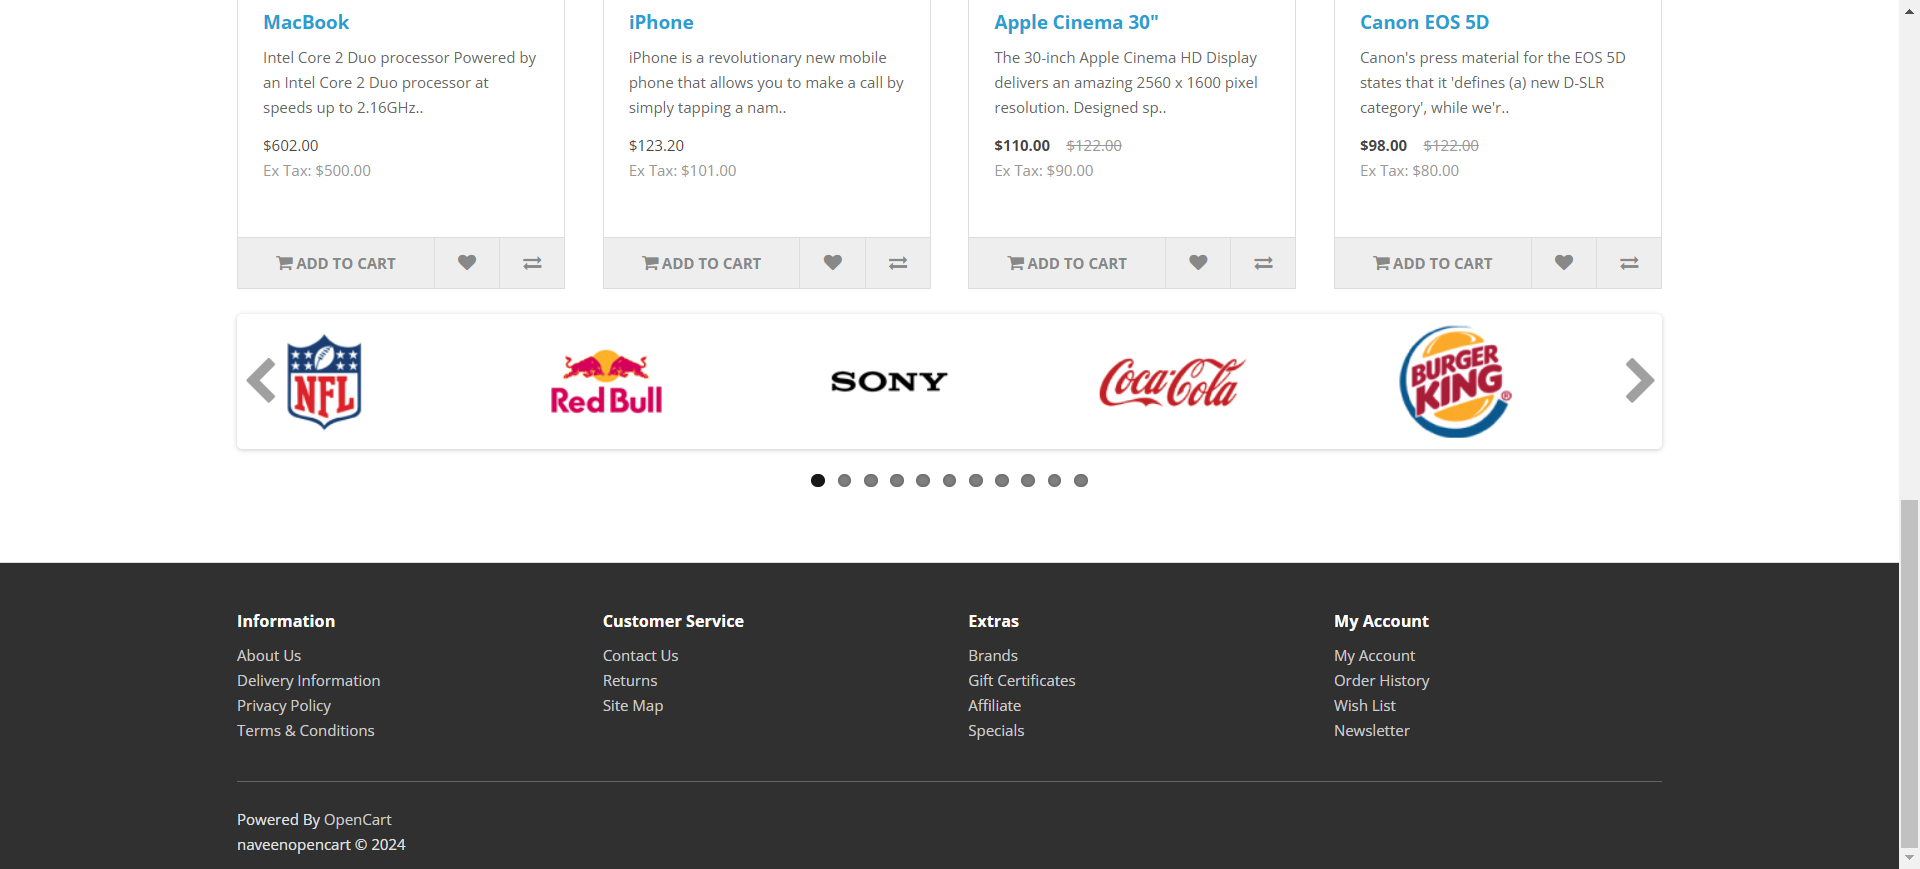 MacBook
Intel Core 2 Duo processor Powered by
an Intel Core 2 Duo processor at
speeds up to 2.16GHz..
$602.00
Ex Tax: $500.00
ADD TO CART
iPhone
iPhone is a revolutionary new mobile
phone that allows you to make a call by
simply tapping a nam..
$123.20
Ex Tax: $101.00
ADD TO CART
Apple Cinema 30"
The 30-inch Apple Cinema HD Display
delivers an amazing 2560 x 1600 pixel
resolution. Designed sp..
$110.00 $122.00
Ex Tax: $90.00
ADD TO CART
Canon EOS 5D
Canon's press material for the EOS 5D
states that it 'defines (a) new D-SLR
category', while we'r..
$98.00 $122.00
Ex Tax: $80.00
ADD TO CART
NFL
Red Bull
SONY
Coca-Cola
BURGER
KING®
Information
About Us
Delivery Information
Privacy Policy
Terms & Conditions
Customer Service
Contact Us
Returns
Site Map
Extras
Brands
Gift Certificates
Affiliate
Specials
My Account
My Account
Order History
Wish List
Newsletter
Powered By OpenCart
naveenopencart © 2024